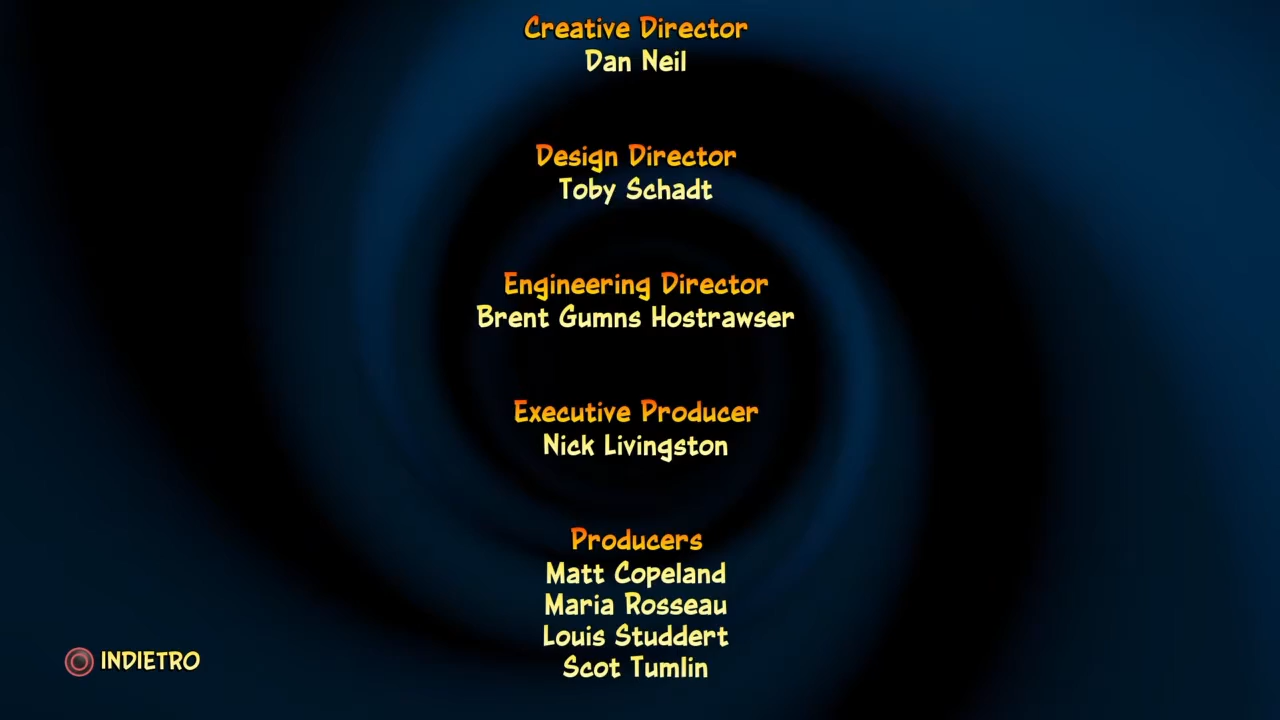 Creative Director
Dan Neil
Design Director
Toby Schadt
Engineering Director
Brent Gumns Hostrawser
Executive Producer
Nick Livingston
Producers
Matt Copeland
Maria Rosseau
Louis Studdert
Scot Tumlin
INDIETRO